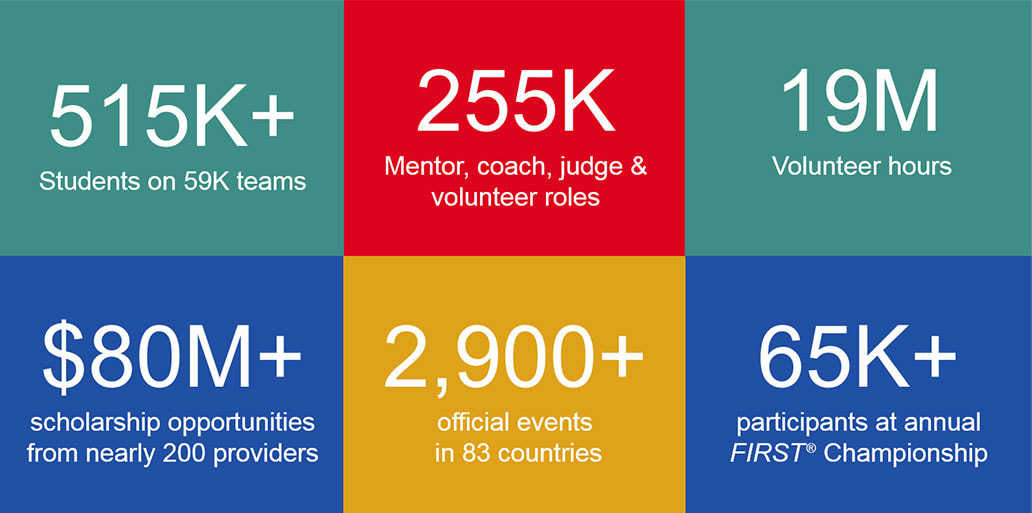 515K+
Students on 59K teams
255K
Mentor, coach, judge &
volunteer roles
19M
Volunteer hours
$80M+
scholarship opportunities
from nearly 200 providers
2,900+
official events
in 83 countries
65K+
participants at annual
FIRST® Championship